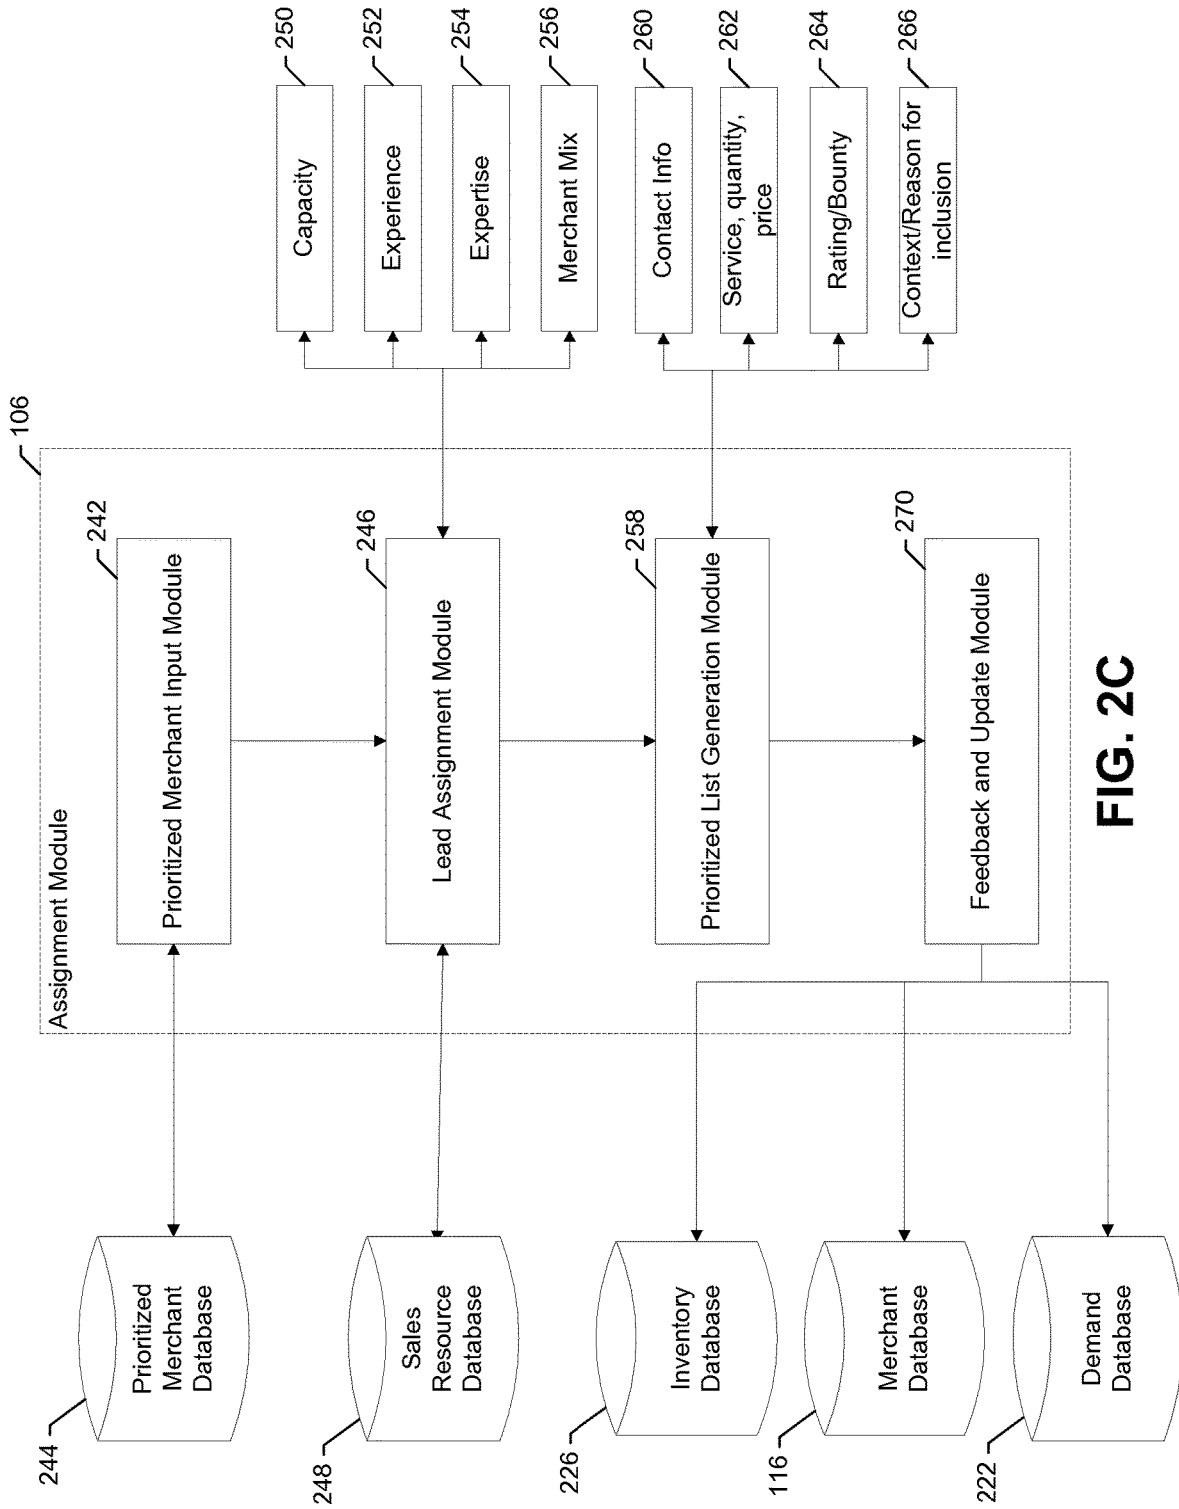 106
Assignment Module
244
Prioritized
Merchant
Database
242
Prioritized Merchant Input Module
250
Capacity
252
Experience
254
Expertise
256
Merchant Mix
248
Sales
Resource
Database
246
Lead Assignment Module
260
Contact Info
262
Service, quantity,
price
264
Rating/Bounty
266
Context/Reason for
inclusion
258
Prioritized List Generation Module
226
Inventory
Database
116
Merchant
Database
222
Demand
Database
270
Feedback and Update Module
FIG. 2C